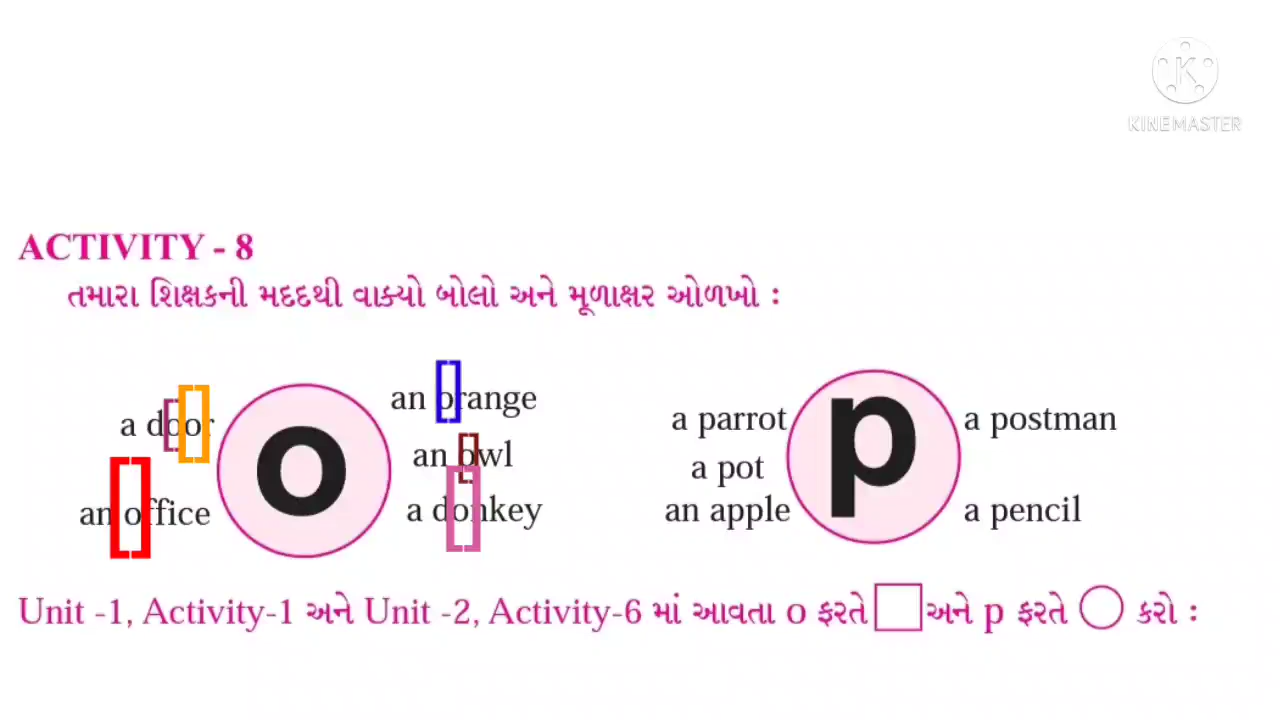 KINEMASTER
ACTIVITY - 8
તમારા શિક્ષકની મદદથી વાક્યો બોલો અને મૂળાક્ષર ઓળખો :
a door
an office
o
an orange
an owl
a donkey
a parrot
a pot
an apple
p
a postman
a pencil
Unit -1, Activity-1 અને Unit -2, Activity-6 માં આવતા o ફરતે અને p ફરતે કરો :